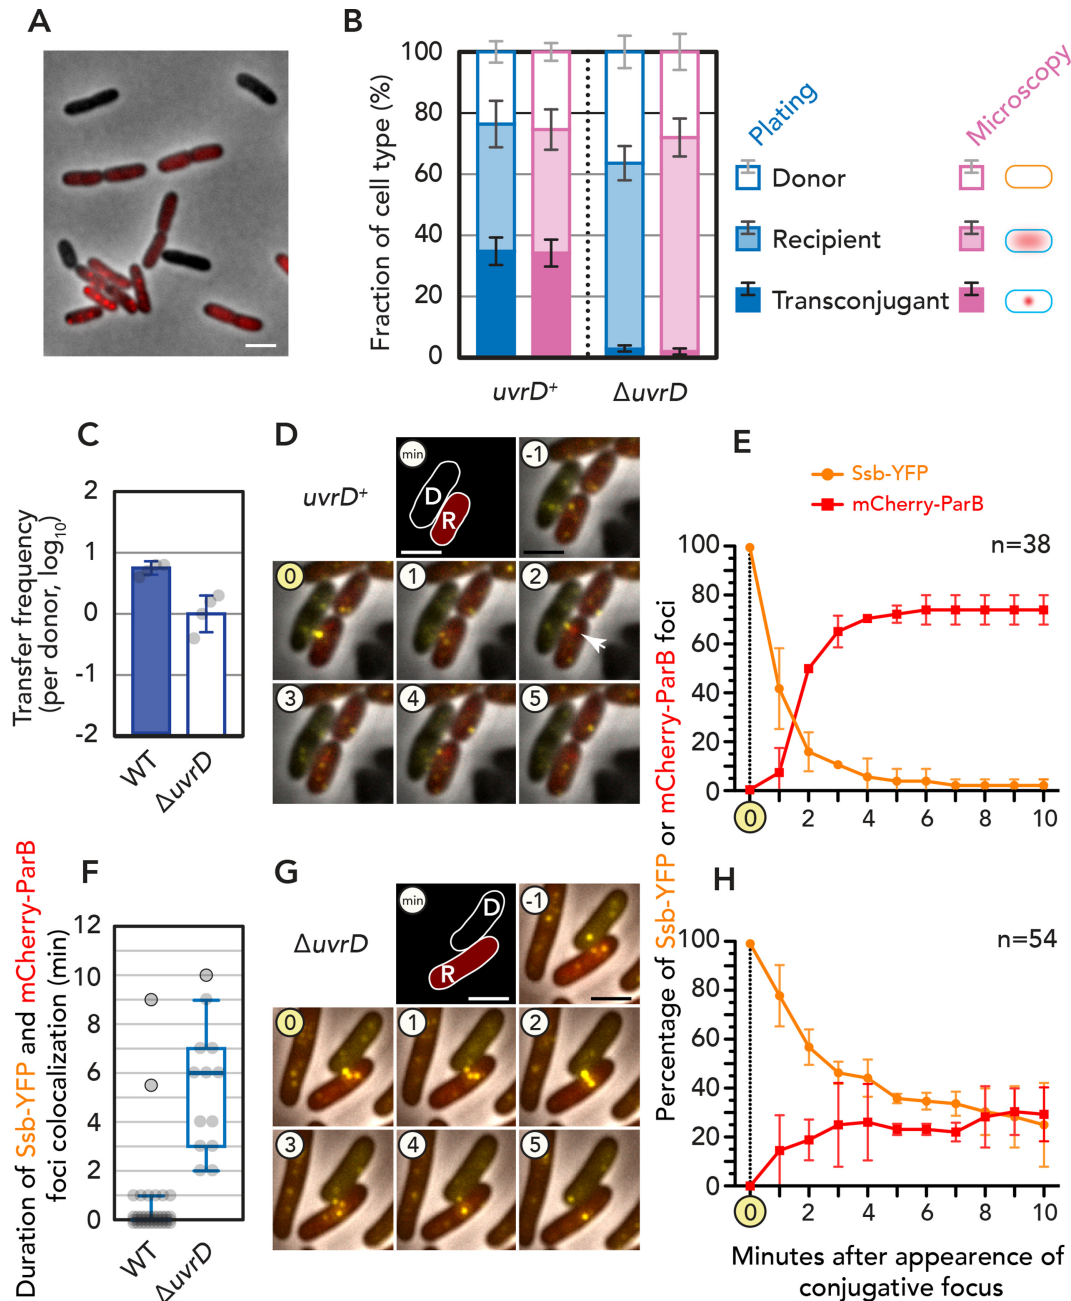 A
B
Fraction of cell type (%)
100
80
60
40
20
0
uvrD⁺
ΔuvrD
Plating
Microscopy
Donor
Recipient
Transconjugant
C
Transfer frequency
(per donor, log₁₀)
2
1
0
-1
-2
WT
ΔuvrD
D
uvrD⁺
min
D
R
-1
0
1
2
3
4
5
E
Ssb-YFP
mCherry-ParB
n=38
100
80
60
40
20
0
0
2
4
6
8
10
Percentage of Ssb-YFP or mCherry-ParB foci
F
Duration of Ssb-YFP and mCherry-ParB
foci colocalization (min)
12
10
8
6
4
2
0
WT
ΔuvrD
G
ΔuvrD
min
D
R
-1
0
1
2
3
4
5
H
n=54
100
80
60
40
20
0
0
2
4
6
8
10
Minutes after appearence of
conjugative focus